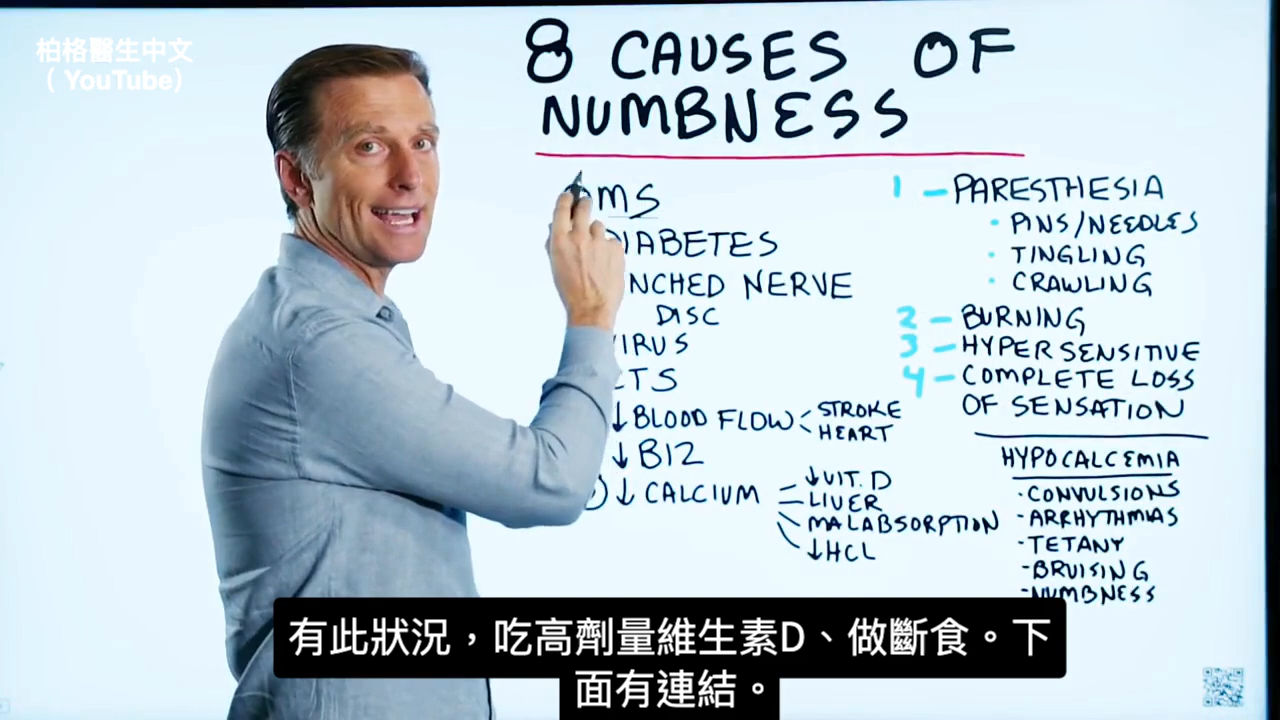 柏格醫生中文
( YouTube)
8 CAUSES OF
NUMBNESS
MS
DIABETES
NCHED NERVE
DISC
VIRUS
CTS
↓ BLOOD FLOW
STROKE
HEART
↓ B12
↓ CALCIUM
↓ VIT. D
LIVER
MALABSORPTION
↓ HCL
1 - PARESTHESIA
• PINS/NEEDLES
• TINGLING
• CRAWLING
2 - BURNING
3 - HYPERSENSITIVE
4 - COMPLETE LOSS
OF SENSATION
HYPOCALCEMIA
• CONVULSIONS
- ARRHYTHMIAS
- TETANY
- BRUISING
- NUMBNESS
有此狀況，吃高劑量維生素D、做斷食。下
面有連結。